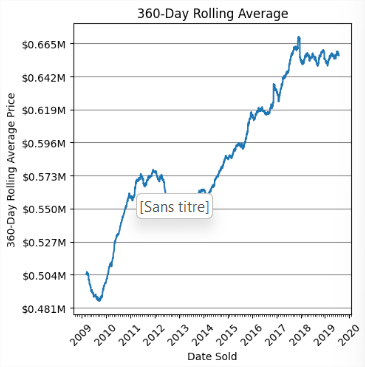 360-Day Rolling Average
360-Day Rolling Average Price
$0.665M
$0.642M
$0.619M
$0.596M
$0.573M
$0.550M
$0.527M
$0.504M
$0.481M
[Sans titre]
2009
2010
2011
2012
2013
2014
2015
2016
2017
2018
2019
2020
Date Sold